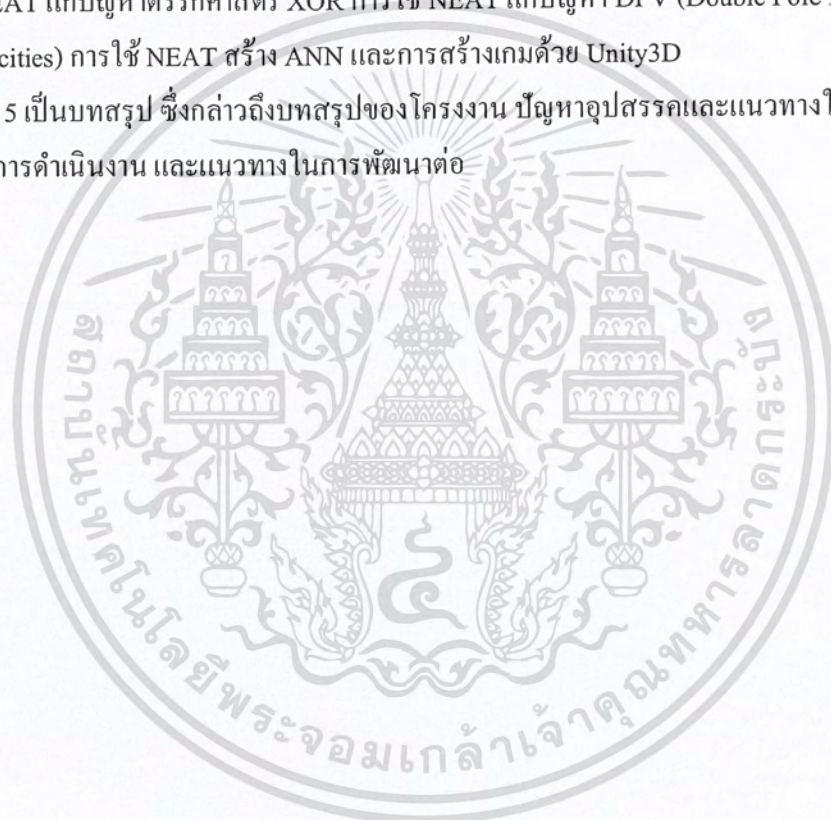 แก้ปัญหาตรรกศาสตร์ XOR การใช้ NEAT แก้ปัญหา DPV (Double Pole
cities) การใช้ NEAT สร้าง ANN และการสร้างเกมด้วย Unity3D
5 เป็นบทสรุป ซึ่งกล่าวถึงบทสรุปของโครงงาน ปัญหาอุปสรรคและแนวทาง
การดำเนินงาน และแนวทางในการพัฒนาต่อ
สถาบันเทคโนโลยีพระจอมเกล้าเจ้าคุณทหารลาดกระบัง